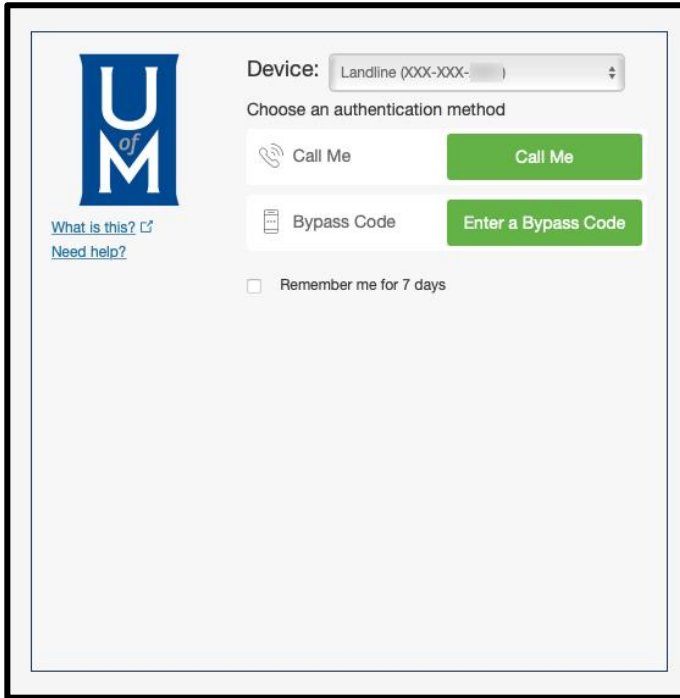 U
of
M
What is this?
Need help?
Device: Landline (XXX-XXX- )
Choose an authentication method
Call Me Call Me
Bypass Code Enter a Bypass Code
Remember me for 7 days